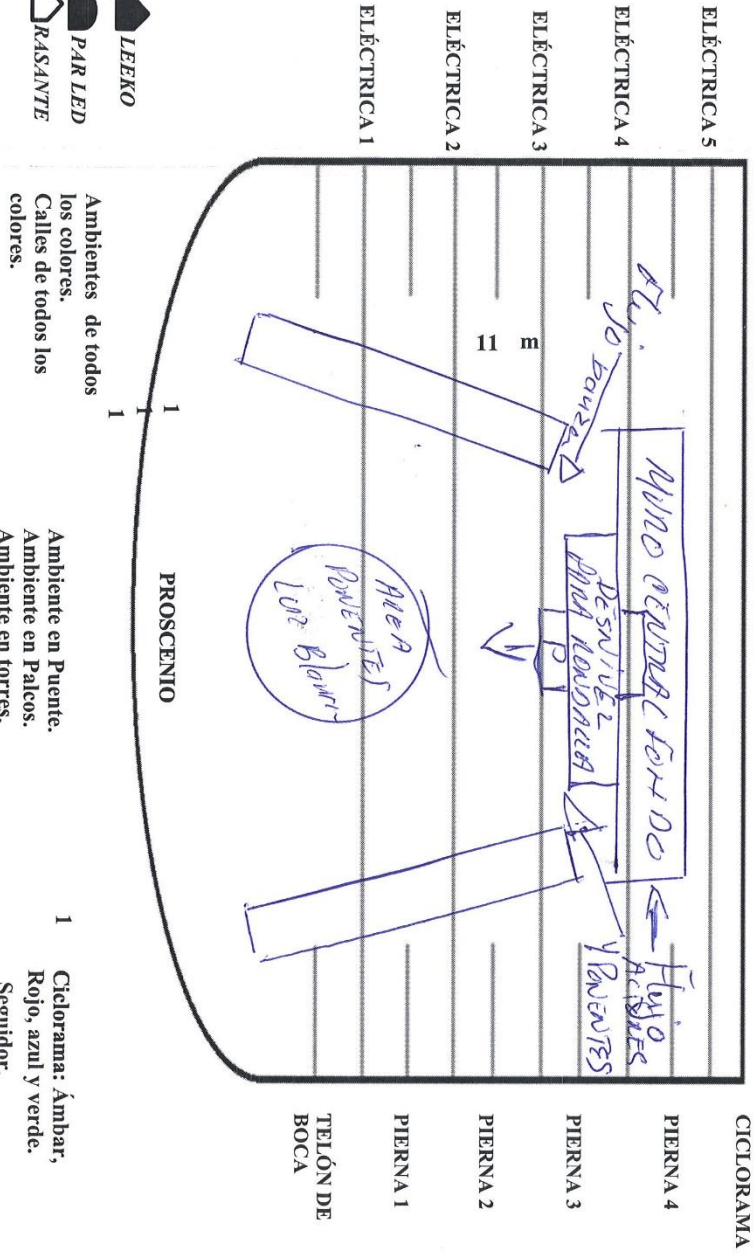 CICLORAMA
ELÉCTRICA 5
PIERNA 4
ELÉCTRICA 4
PIERNA 3
ELÉCTRICA 3
PIERNA 2
ELÉCTRICA 2
PIERNA 1
ELÉCTRICA 1
TELÓN DE
BOCA
MURO CENTRAL FONDO
Flujo
ACTORES
Y PONENTES
DESNIVEL
PARA RONDALLA
P
11 m
AREA
PONENTES
LUZ Blanca
PROSCENIO
1
1
1
LEEKO
PAR LED
RASANTE
Ambientes de todos
los colores.
Calles de todos los
colores.
Ambiente en Puente.
Ambiente en Palcos.
Ambiente en torres.
1
Ciclorama: Ámbar,
Rojo, azul y verde.
Seguidor.